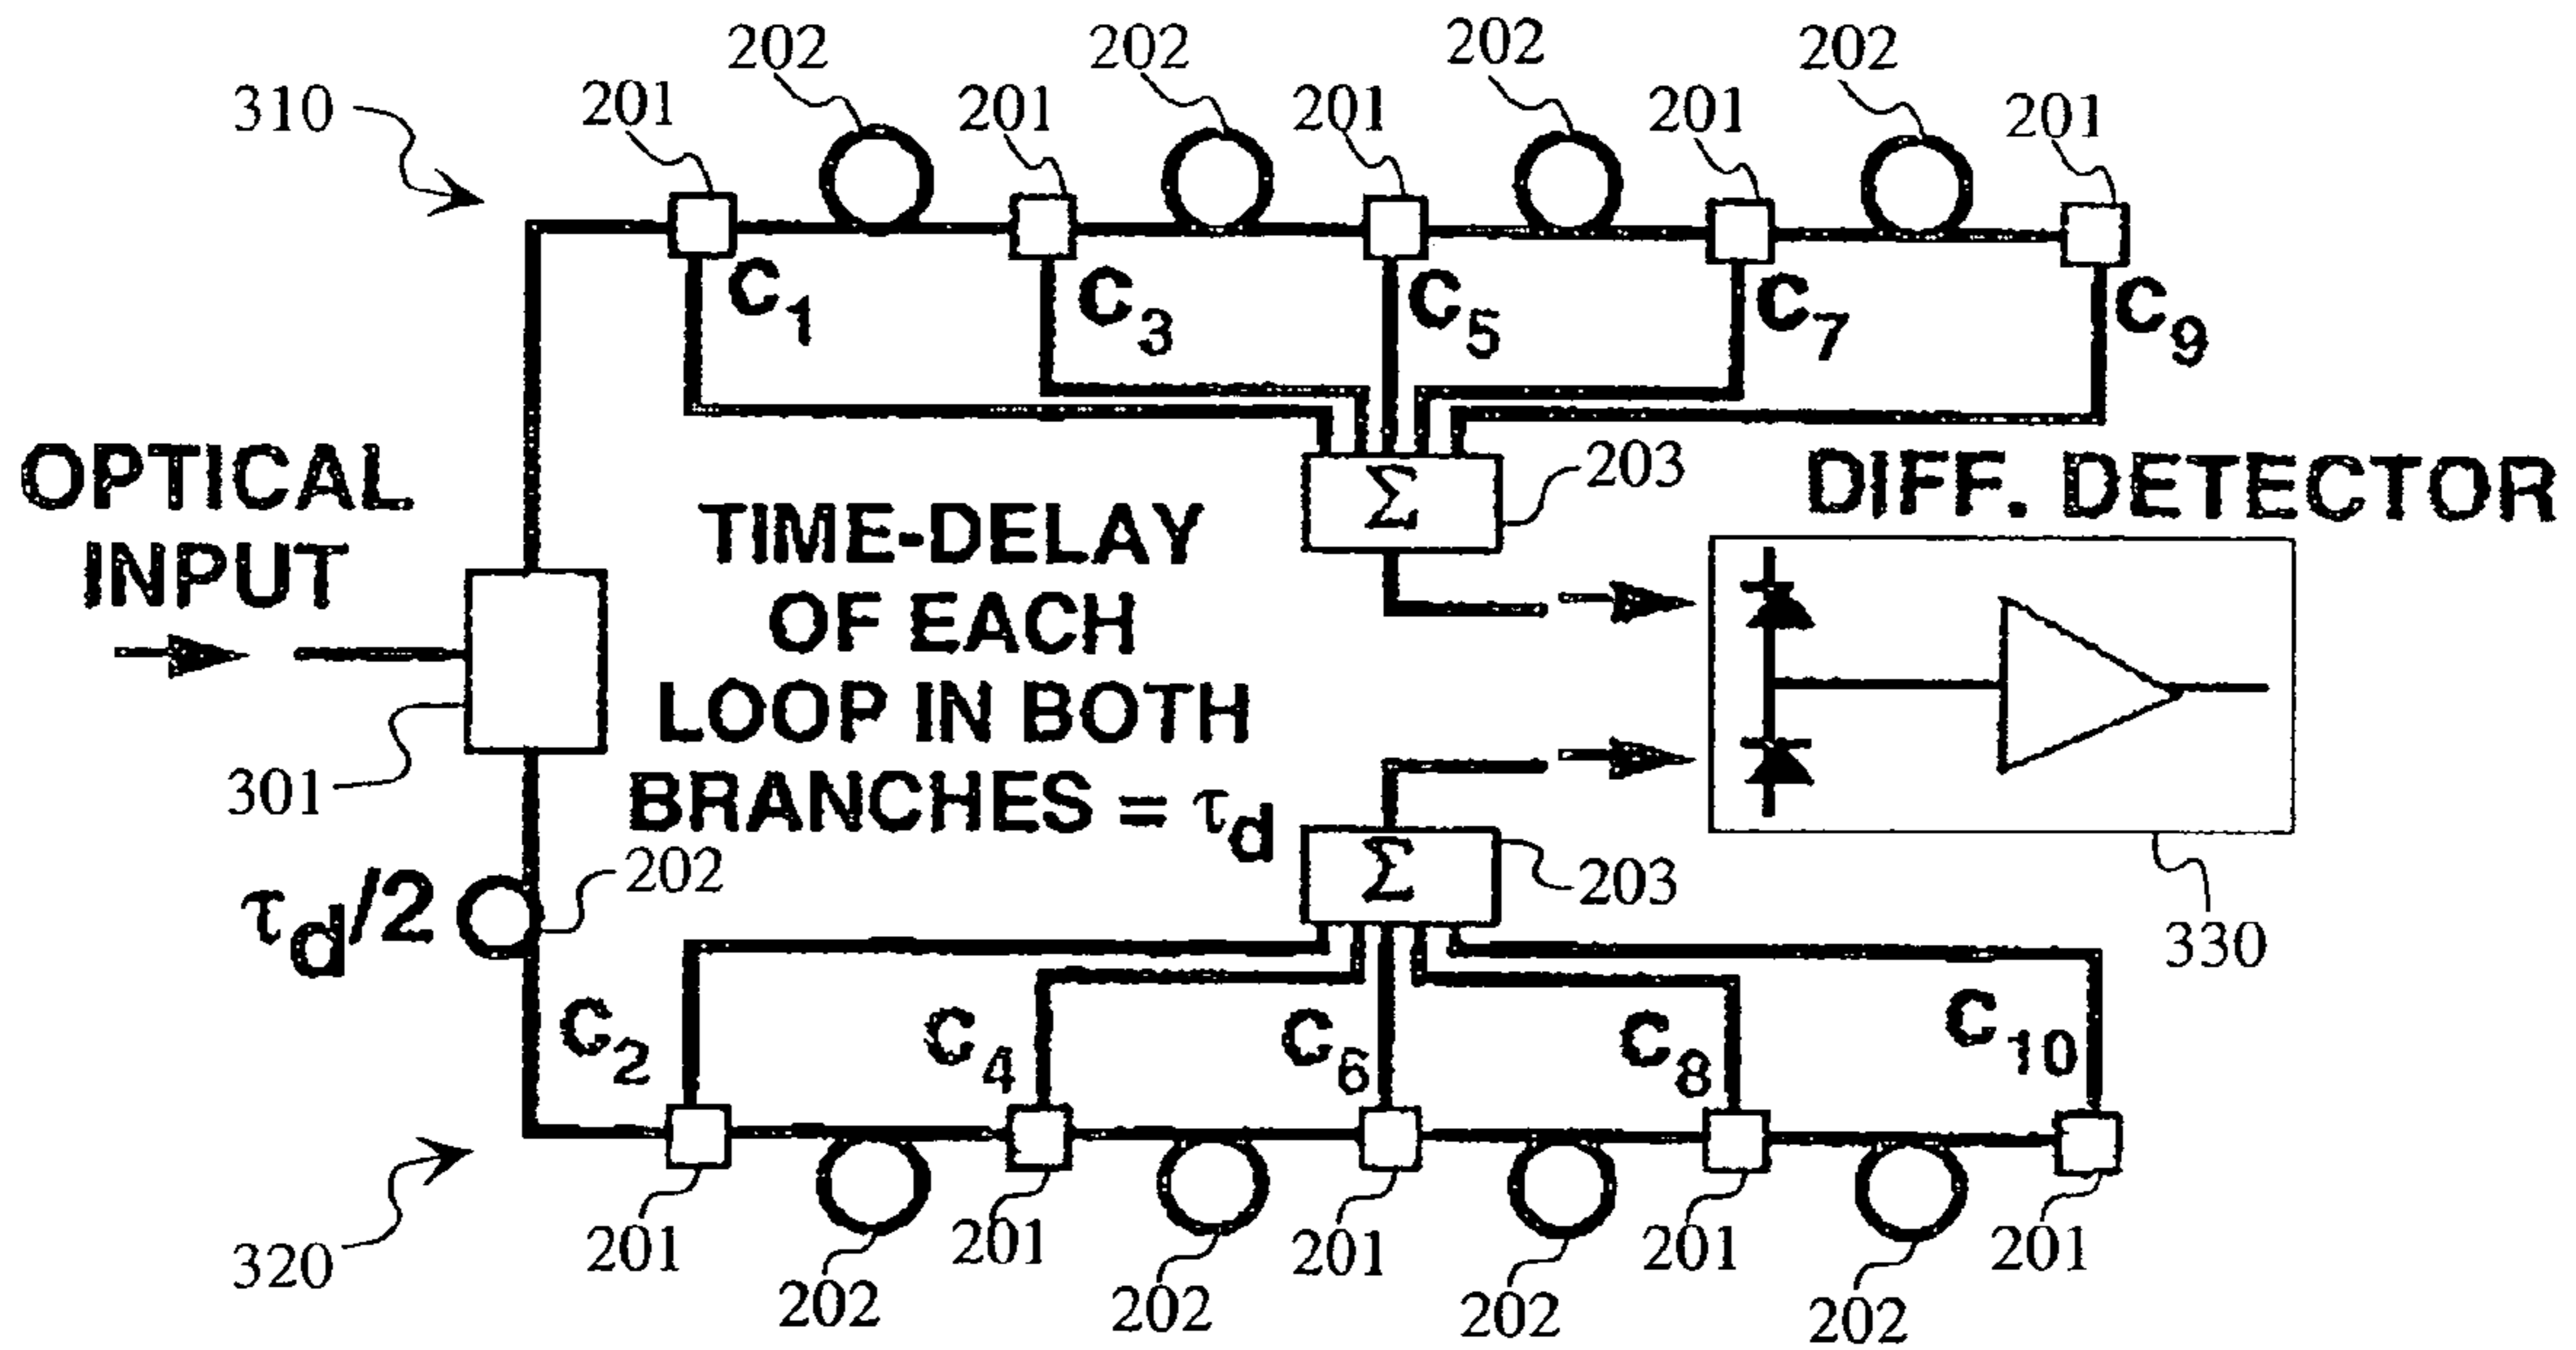 202 202 202 202
310 201 201 201 201 201
C1 C3 C5 C7 C9
OPTICAL
INPUT
TIME-DELAY
OF EACH
LOOP IN BOTH
BRANCHES = τd
Σ 203
DIFF. DETECTOR
301
τd/2 202
Σ 203
330
C2 C4 C6 C8 C10
320 201 201 201 201 201
202 202 202 202